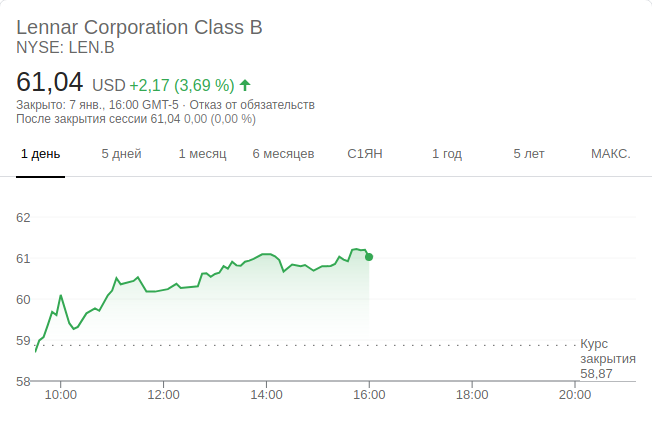 Lennar Corporation Class B
NYSE: LEN.B
61,04 USD +2,17 (3,69 %)
Закрыто: 7 янв., 16:00 GMT-5 · Отказ от обязательств
После закрытия сессии 61,04 0,00 (0,00 %)
1 день 5 дней 1 месяц 6 месяцев С1ЯН 1 год 5 лет МАКС.
62
61
60
59
58
Курс
закрытия
58,87
10:00 12:00 14:00 16:00 18:00 20:00